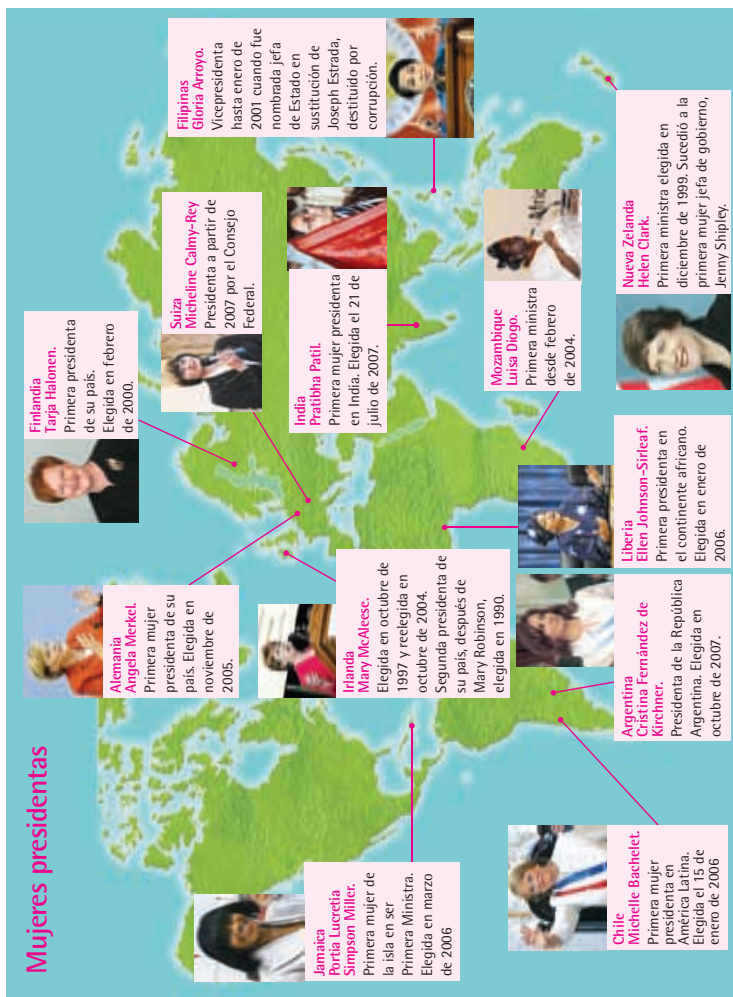 Mujeres presidentas
Jamaica
Portia Lucretia
Simpson Miller.
Primera mujer de
la isla en ser
Primera Ministra.
Elegida en marzo
de 2006
Alemania
Angela Merkel.
Primera mujer
presidenta de su
país. Elegida en
noviembre de
2005.
Finlandia
Tarja Halonen.
Primera presidenta
de su país.
Elegida en febrero
de 2000.
Suiza
Micheline Calmy-Rey
Presidenta a partir de
2007 por el Consejo
Federal.
Filipinas
Gloria Arroyo.
Vicepresidenta
hasta enero de
2001 cuando fue
nombrada jefa
de Estado en
sustitución de
Joseph Estrada,
destituido por
corrupción.
Irlanda
Mary McAleese.
Elegida en octubre de
1997 y reelegida en
octubre de 2004.
Segunda presidenta de
su país, después de
Mary Robinson,
elegida en 1990.
India
Pratibha Patil.
Primera mujer presidenta
en India. Elegida el 21 de
julio de 2007.
Mozambique
Luisa Diogo.
Primera ministra
desde febrero
de 2004.
Chile
Michelle Bachelet.
Primera mujer
presidenta en
América Latina.
Elegida el 15 de
enero de 2006
Argentina
Cristina Fernández de
Kirchner.
Presidenta de la República
Argentina. Elegida en
octubre de 2007.
Liberia
Ellen Johnson-Sirleaf.
Primera presidenta en
el continente africano.
Elegida en enero de
2006.
Nueva Zelanda
Helen Clark.
Primera ministra elegida en
diciembre de 1999. Sucedió a la
primera mujer jefa de gobierno,
Jenny Shipley.